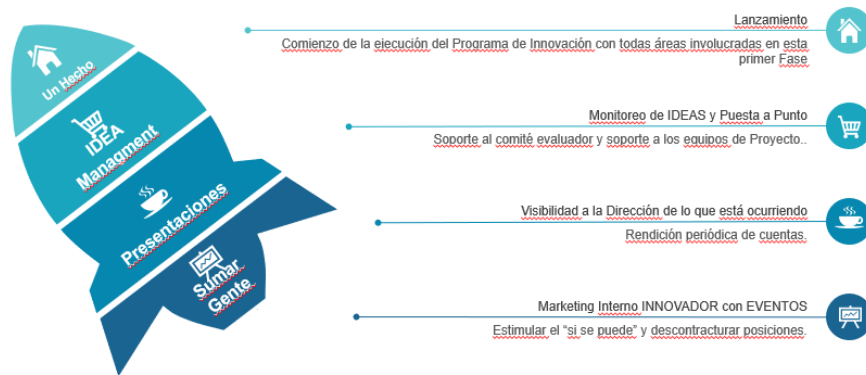 Un Hecho
IDEA
Managment
Presentaciones
Sumar
Gente
Lanzamiento
Comienzo de la ejecución del Programa de Innovación con todas áreas involucradas en esta
primer Fase
Monitoreo de IDEAS y Puesta a Punto
Soporte al comité evaluador y soporte a los equipos de Proyecto..
Visibilidad a la Dirección de lo que está ocurriendo
Rendición periódica de cuentas.
Marketing Interno INNOVADOR con EVENTOS
Estimular el “si se puede” y descontracturar posiciones.